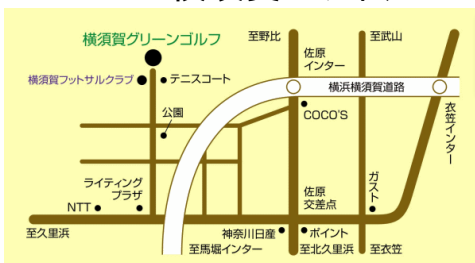 横須賀グリーンゴルフ
至野比
至武山
佐原
インター
横須賀フットサルクラブ
テニスコート
横浜横須賀道路
公園
COCO'S
衣笠インター
ライティング
プラザ
NTT
佐原
交差点
ガスト
至久里浜
神奈川日産
ポイント
至馬堀インター
至北久里浜
至衣笠